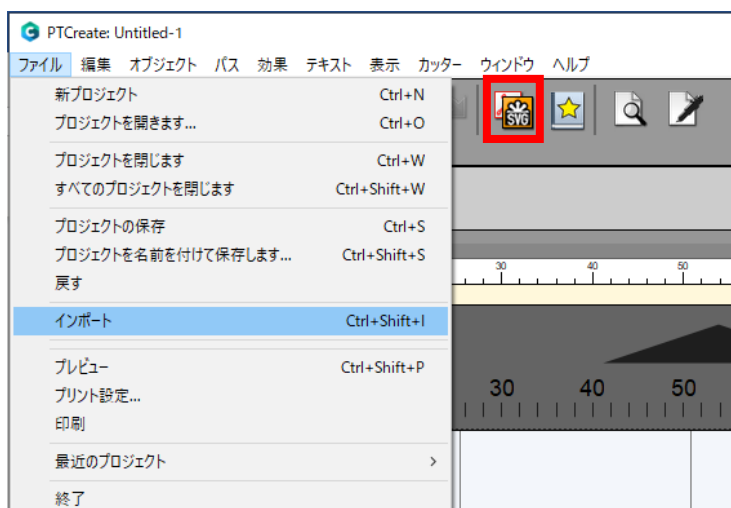 PTCreate: Untitled-1
ファイル 編集 オブジェクト パス 効果 テキスト 表示 カッター ウィンドウ ヘルプ
新プロジェクト Ctrl+N
プロジェクトを開きます... Ctrl+O
プロジェクトを閉じます Ctrl+W
すべてのプロジェクトを閉じます Ctrl+Shift+W
プロジェクトの保存 Ctrl+S
プロジェクトを名前を付けて保存します... Ctrl+Shift+S
戻す
インポート Ctrl+Shift+I
プレビュー Ctrl+Shift+P
プリント設定...
印刷
最近のプロジェクト
終了
SVG
30 40 50
30 40 50